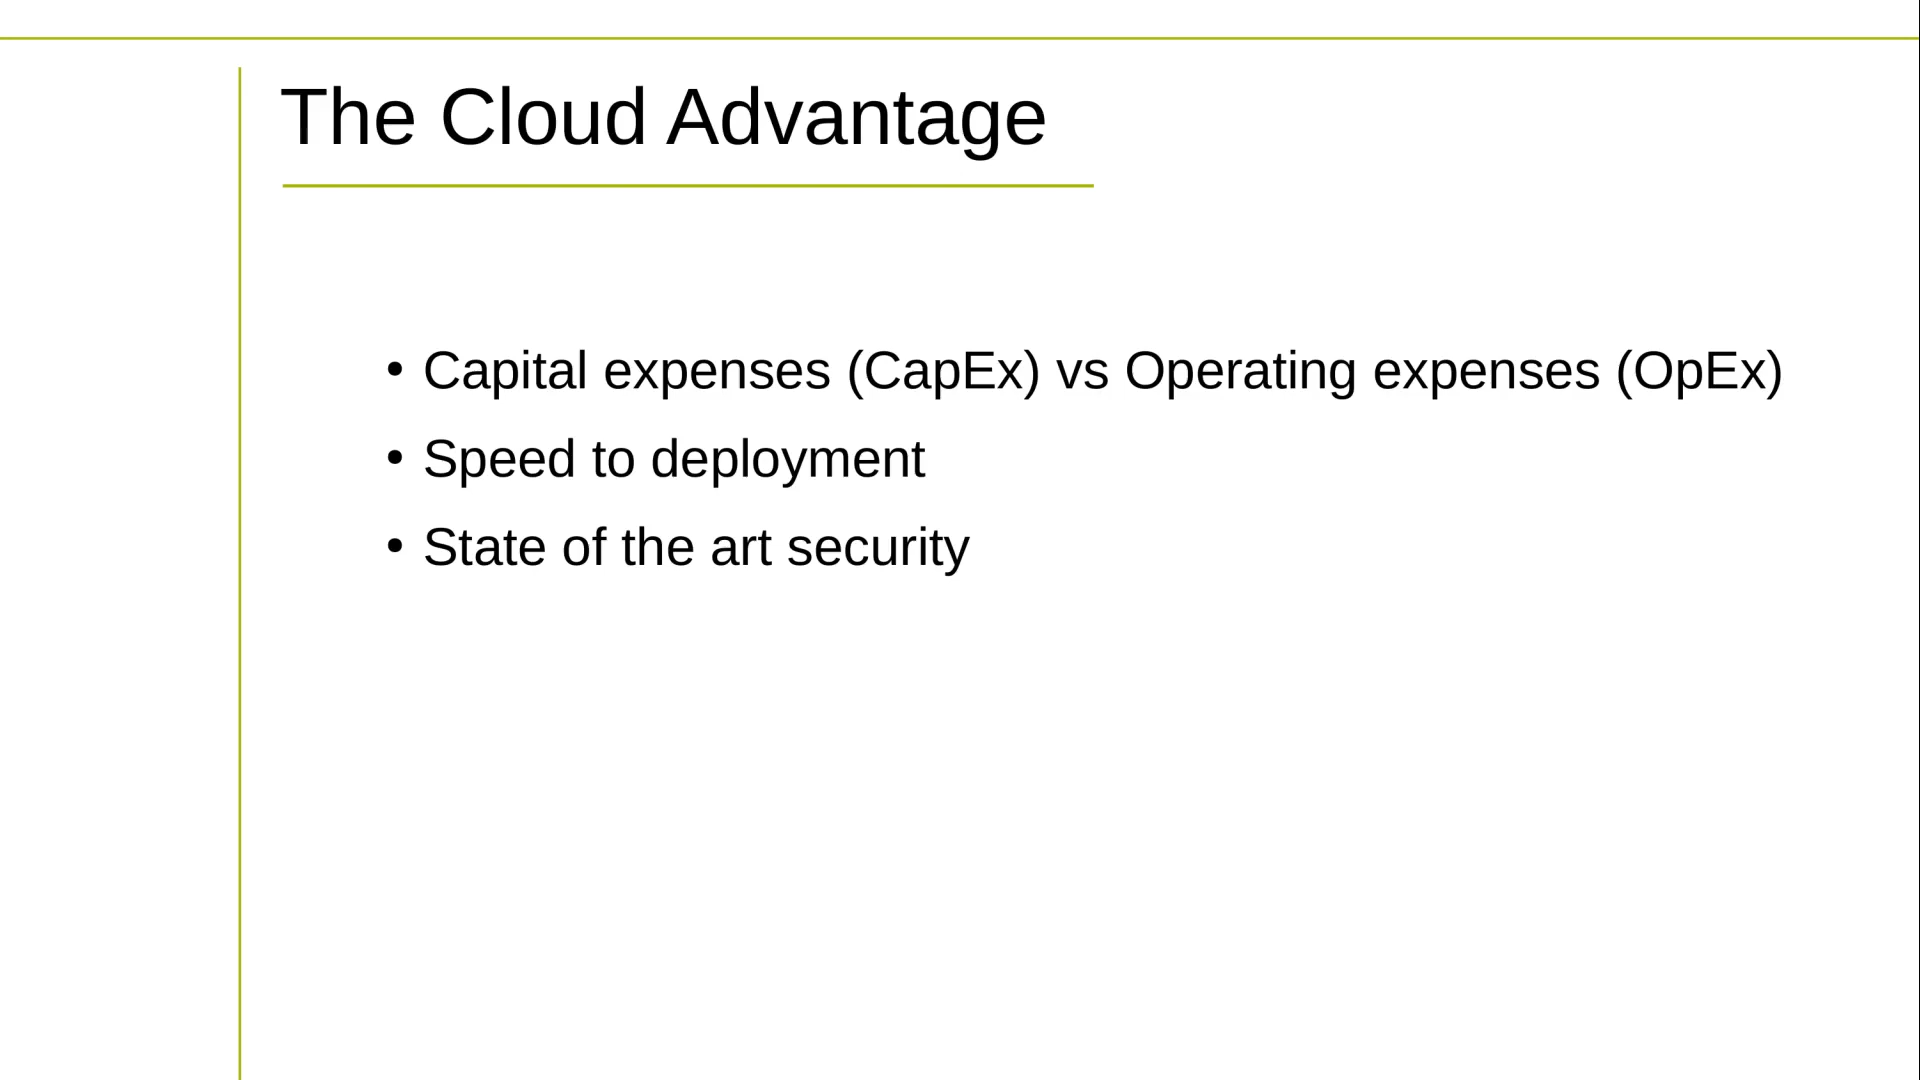 The Cloud Advantage
• Capital expenses (CapEx) vs Operating expenses (OpEx)
• Speed to deployment
• State of the art security